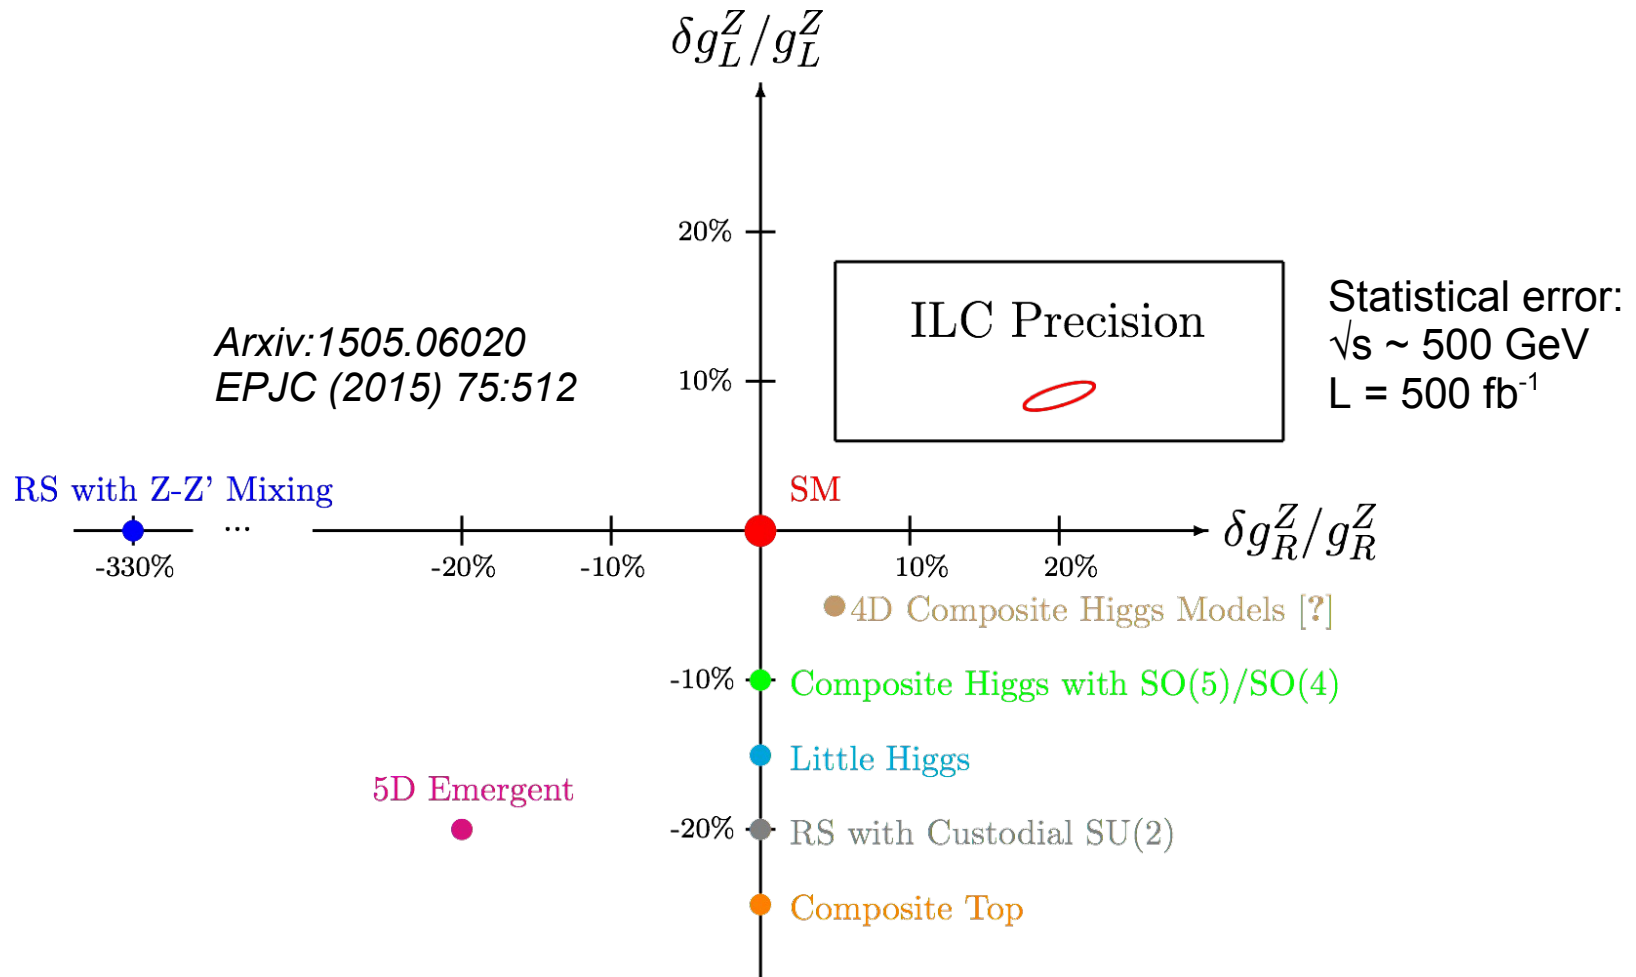 δg_L^Z/g_L^Z
20%
ILC Precision
Statistical error:
√s ~ 500 GeV
L = 500 fb⁻¹
Arxiv:1505.06020
EPJC (2015) 75:512
10%
RS with Z-Z' Mixing
SM
...
δg_R^Z/g_R^Z
-330%
-20%
-10%
10%
20%
4D Composite Higgs Models [?]
-10%
Composite Higgs with SO(5)/SO(4)
Little Higgs
5D Emergent
-20%
RS with Custodial SU(2)
Composite Top